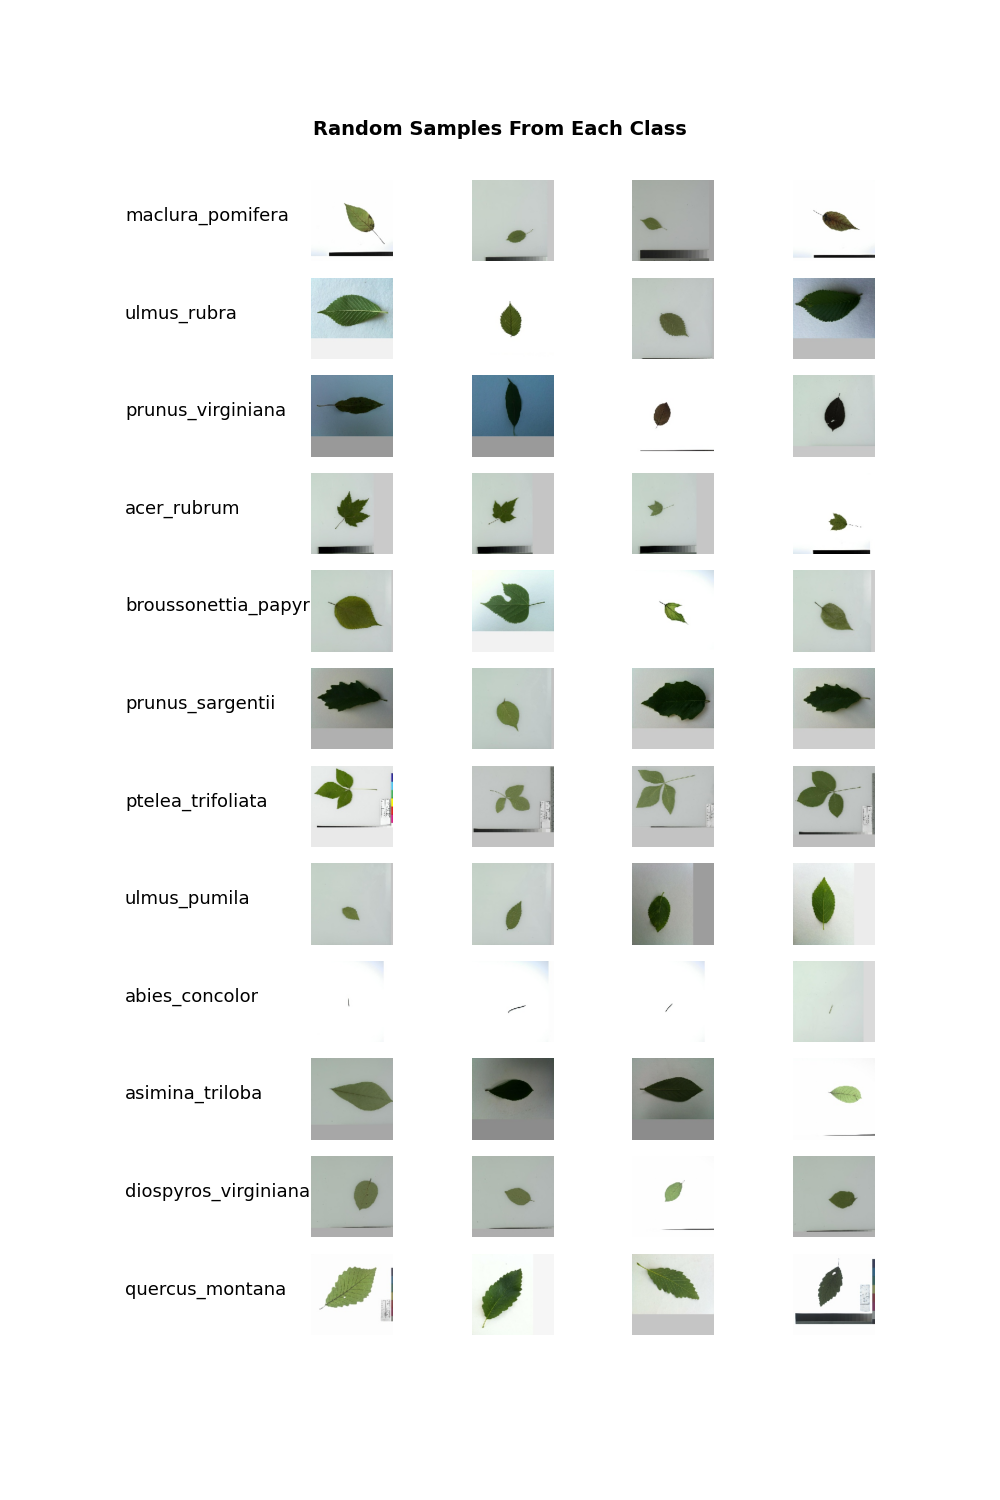 Random Samples From Each Class
maclura_pomifera
ulmus_rubra
prunus_virginiana
acer_rubrum
broussonettia_papyr
prunus_sargentii
ptelea_trifoliata
ulmus_pumila
abies_concolor
asimina_triloba
diospyros_virginiana
quercus_montana